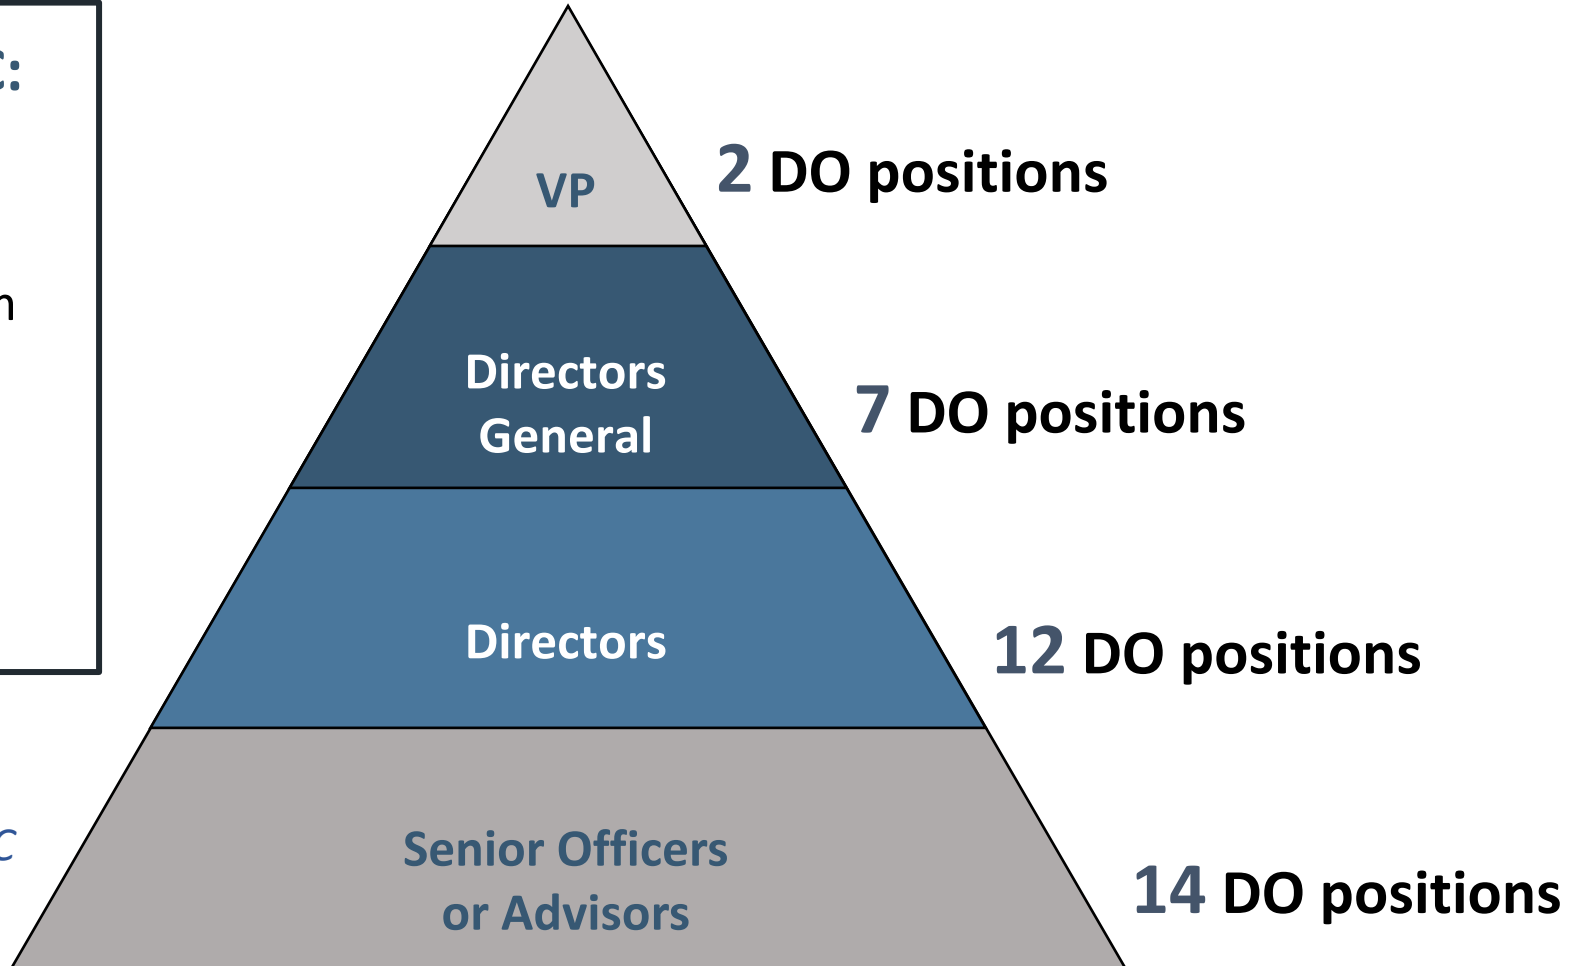 C:
n
C
VP
2 DO positions
Directors
General
7 DO positions
Directors
12 DO positions
Senior Officers
or Advisors
14 DO positions